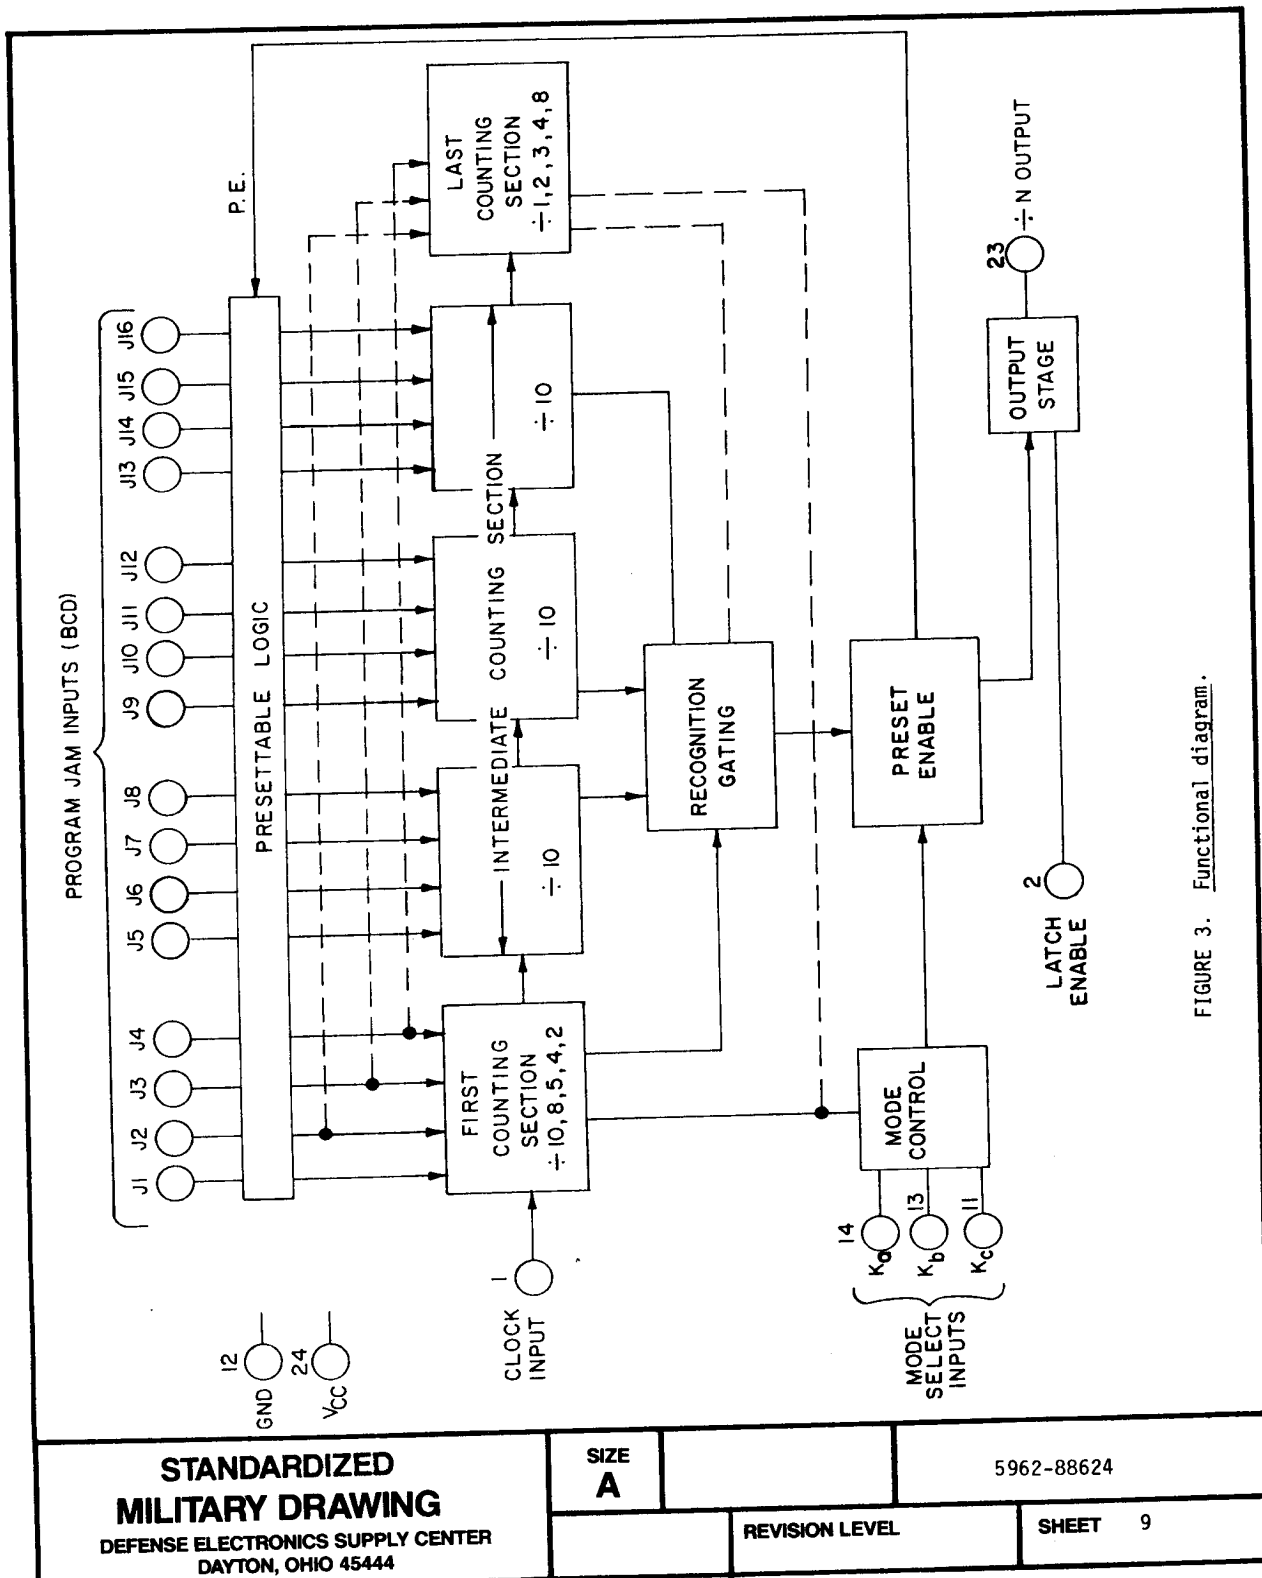 PROGRAM JAM INPUTS (BCD)
J1
J2
J3
J4
J5
J6
J7
J8
J9
J10
J11
J12
J13
J14
J15
J16
P.E.
PRESETTABLE LOGIC
12
GND
24
VCC
1
CLOCK
INPUT
FIRST
COUNTING
SECTION
÷10,8,5,4,2
INTERMEDIATE COUNTING SECTION
÷10
÷10
÷10
LAST
COUNTING
SECTION
÷1,2,3,4,8
RECOGNITION
GATING
14
Ka
13
Kb
11
Kc
MODE
SELECT
INPUTS
MODE
CONTROL
PRESET
ENABLE
2
LATCH
ENABLE
OUTPUT
STAGE
23
÷N OUTPUT
FIGURE 3. Functional diagram.
STANDARDIZED
MILITARY DRAWING
DEFENSE ELECTRONICS SUPPLY CENTER
DAYTON, OHIO 45444
SIZE
A
5962-88624
REVISION LEVEL
SHEET 9